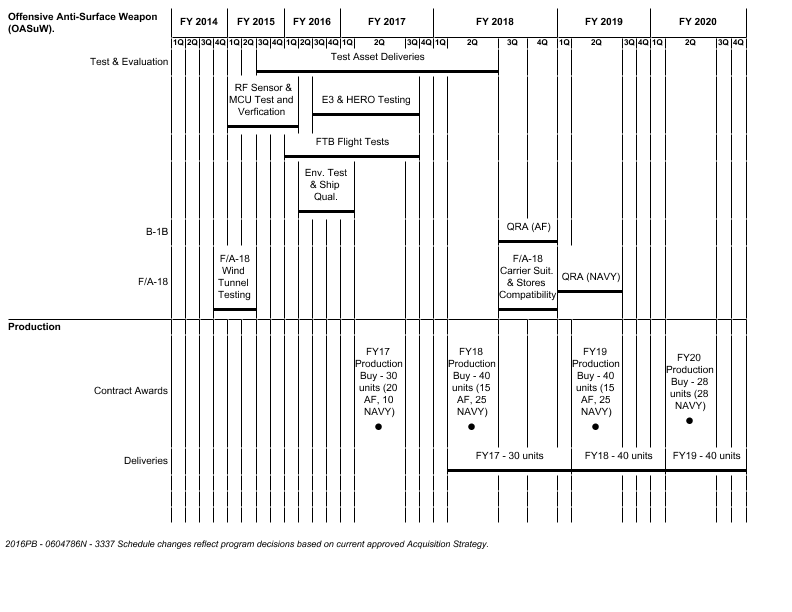 Offensive Anti-Surface Weapon
(OASuW).
FY 2014 FY 2015 FY 2016 FY 2017 FY 2018 FY 2019 FY 2020
1Q 2Q 3Q 4Q 1Q 2Q 3Q 4Q 1Q 2Q 3Q 4Q 1Q 2Q 3Q 4Q 1Q 2Q 3Q 4Q 1Q 2Q 3Q 4Q 1Q 2Q 3Q 4Q
Test & Evaluation
Test Asset Deliveries
RF Sensor &
MCU Test and
Verfication
E3 & HERO Testing
FTB Flight Tests
Env. Test
& Ship
Qual.
B-1B
QRA (AF)
F/A-18
F/A-18
Wind
Tunnel
Testing
F/A-18
Carrier Suit.
& Stores
Compatibility
QRA (NAVY)
Production
Contract Awards
FY17
Production
Buy - 30
units (20
AF, 10
NAVY)
FY18
Production
Buy - 40
units (15
AF, 25
NAVY)
FY19
Production
Buy - 40
units (15
AF, 25
NAVY)
FY20
Production
Buy - 28
units (28
NAVY)
Deliveries
FY17 - 30 units
FY18 - 40 units
FY19 - 40 units
2016PB - 0604786N - 3337 Schedule changes reflect program decisions based on current approved Acquisition Strategy.